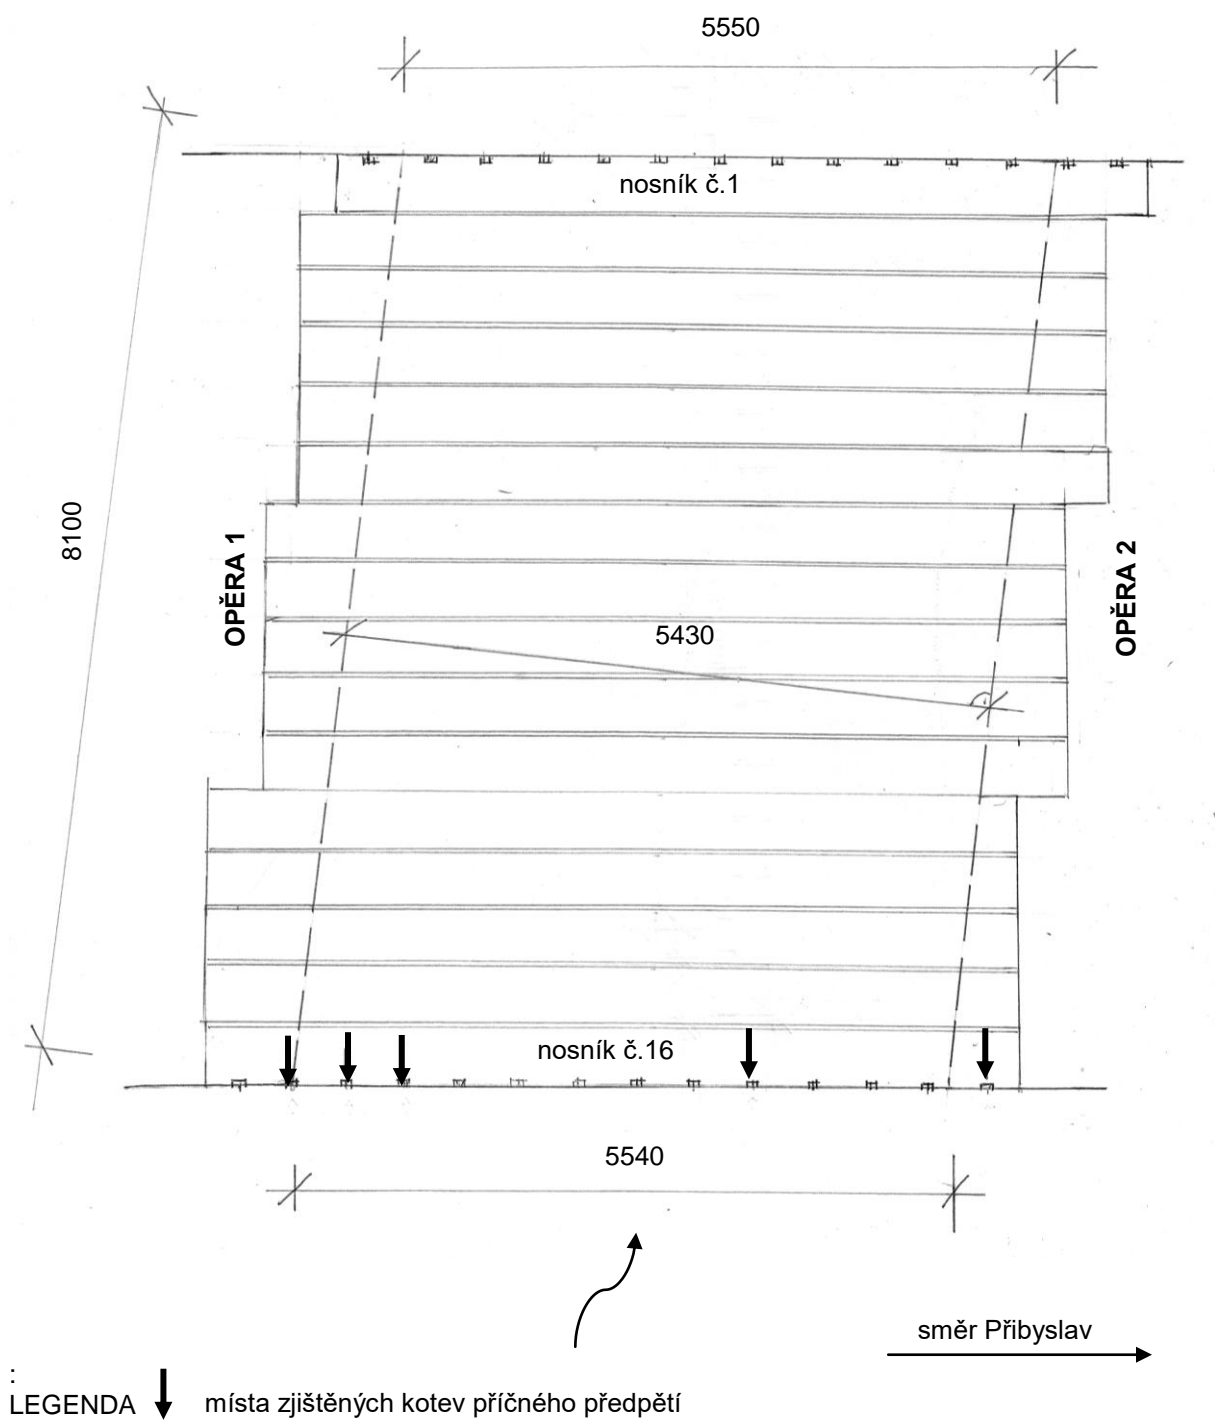 5550
nosník č.1
8100
OPĚRA 1
OPĚRA 2
5430
nosník č.16
5540
směr Přibyslav
:
LEGENDA místa zjištěných kotev příčného předpětí